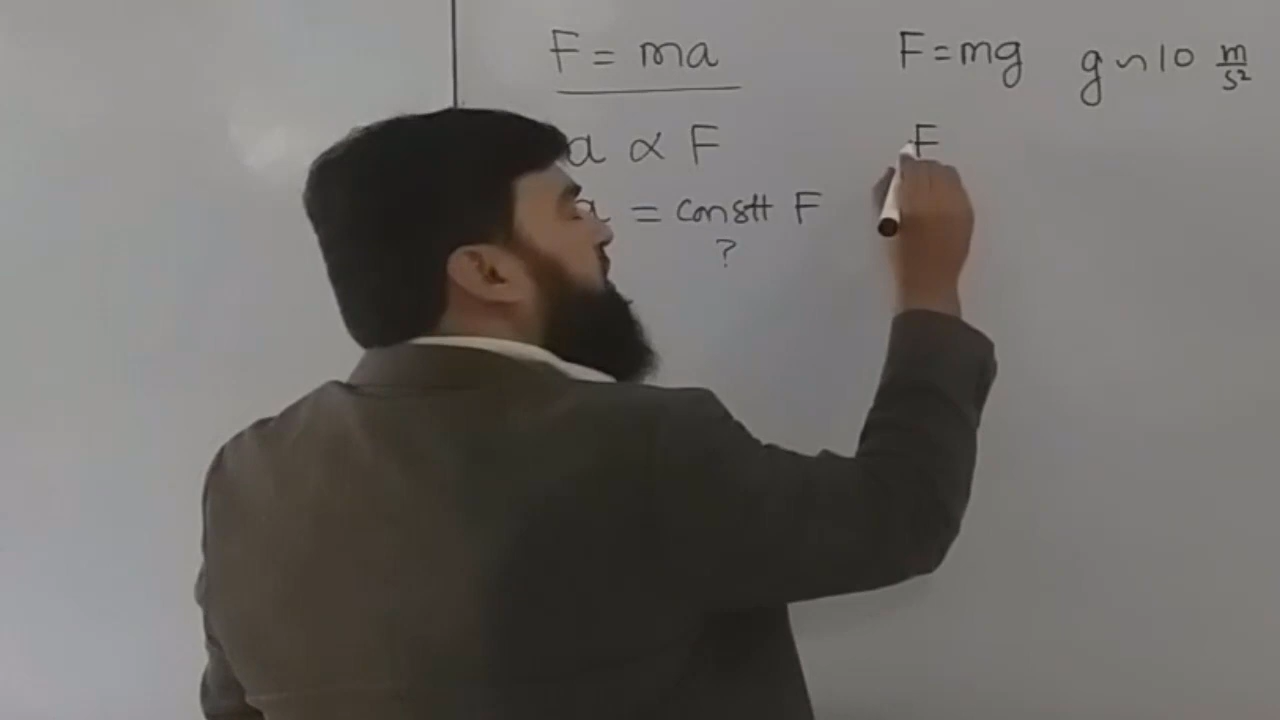 F = ma
a ∝ F
a = constt F
?
F = mg g ~ 10 m/s²
F